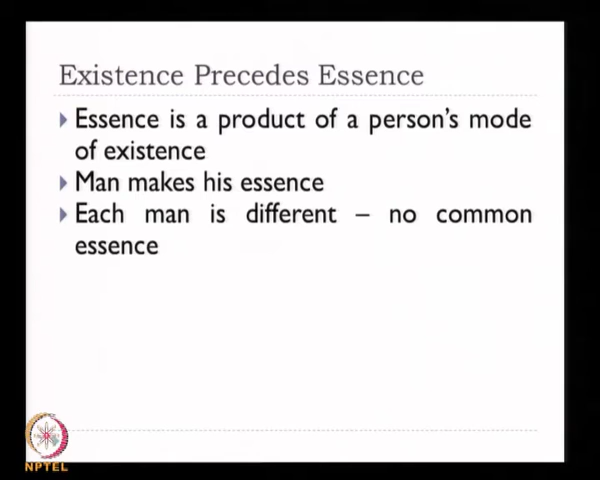 Existence Precedes Essence
Essence is a product of a person's mode
of existence
Man makes his essence
Each man is different – no common
essence
NPTEL